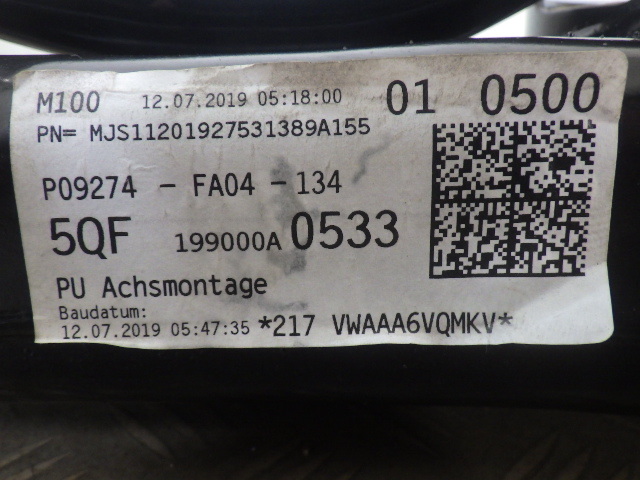 M100 12.07.2019 05:18:00 01 0500
PN= MJS11201927531389A155
P09274 - FA04 - 134
5QF 199000A 0533
PU Achsmontage
Baudatum:
12.07.2019 05:47:35 *217 VWAAA6VQMKV*